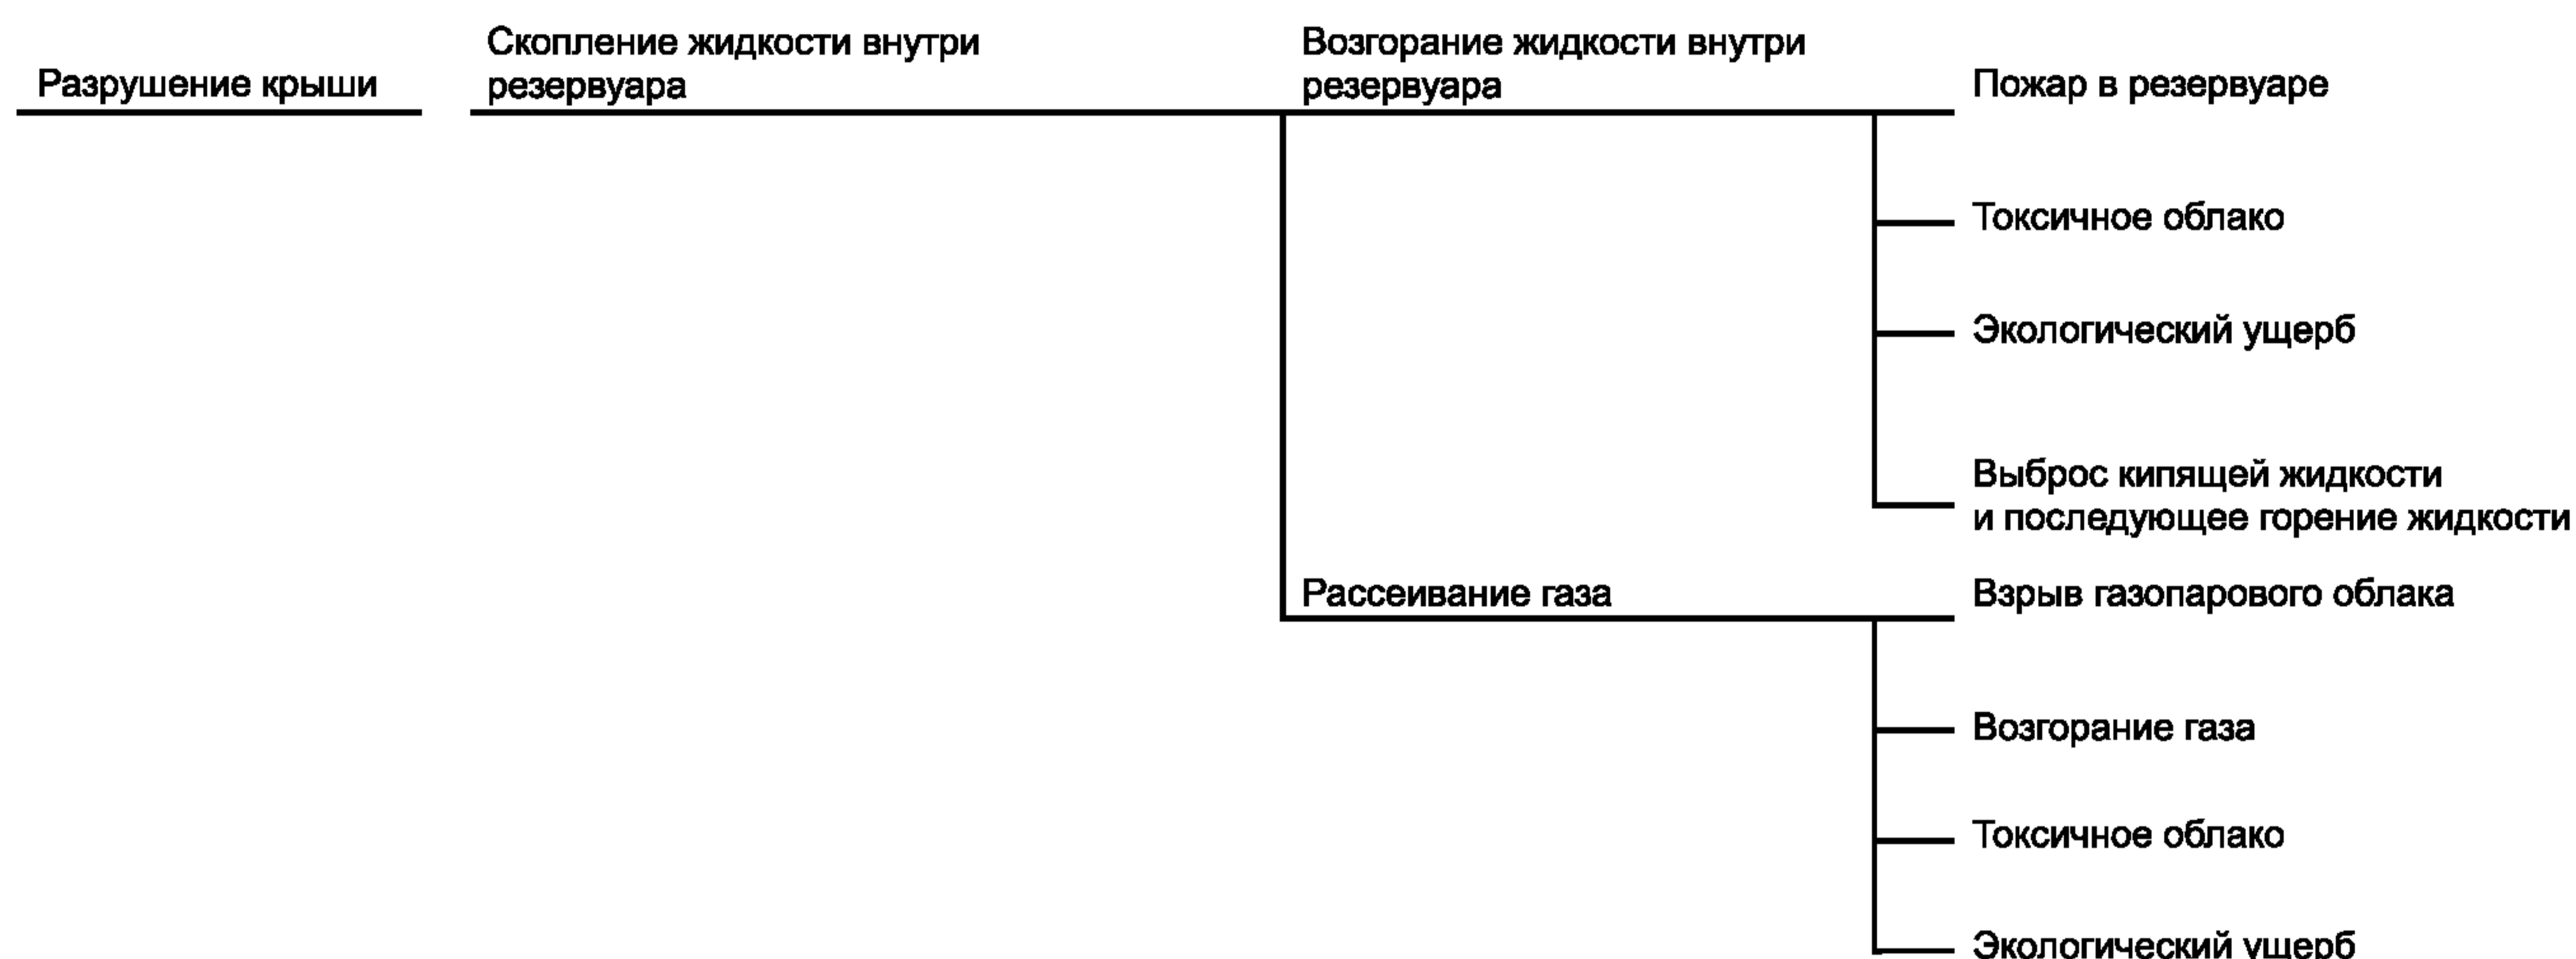 Разрушение крыши
Скопление жидкости внутри
резервуара
Возгорание жидкости внутри
резервуара
Пожар в резервуаре
Токсичное облако
Экологический ущерб
Выброс кипящей жидкости
и последующее горение жидкости
Рассеивание газа
Взрыв газопарового облака
Возгорание газа
Токсичное облако
Экологический ущерб